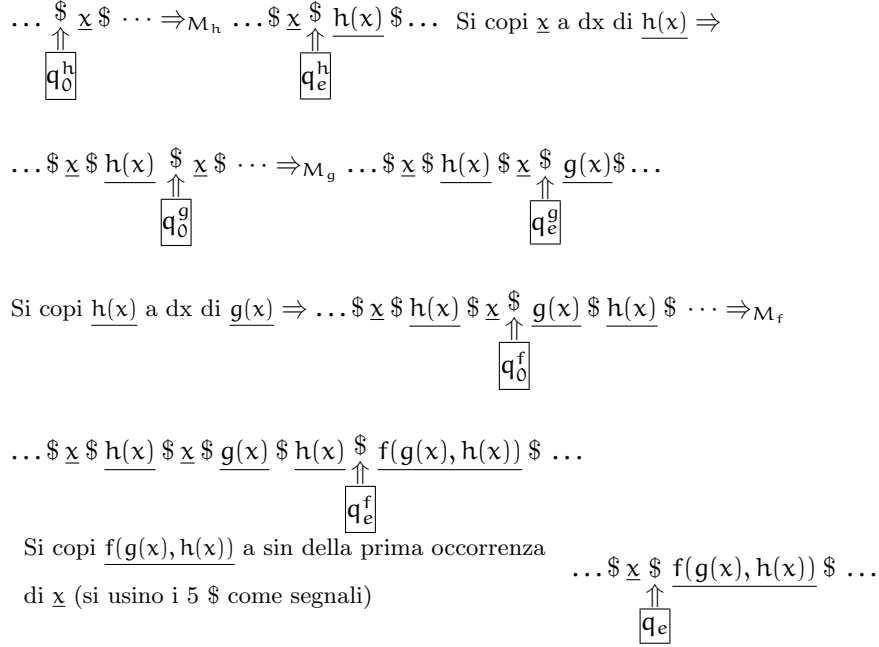 ... $ x $ ··· ⇒M_h ... $ x $ h(x) $ ... Si copi x a dx di h(x) ⇒
⇑ ⇑
q_0^h q_e^h
... $ x $ h(x) $ x $ ··· ⇒M_g ... $ x $ h(x) $ x $ g(x) $ ...
⇑ ⇑
q_0^g q_e^g
Si copi h(x) a dx di g(x) ⇒ ... $ x $ h(x) $ x $ g(x) $ h(x) $ ··· ⇒M_f
⇑
q_0^f
... $ x $ h(x) $ x $ g(x) $ h(x) $ f(g(x), h(x)) $ ...
⇑
q_e^f
Si copi f(g(x), h(x)) a sin della prima occorrenza
di x (si usino i 5 $ come segnali)
... $ x $ f(g(x), h(x)) $ ...
⇑
q_e